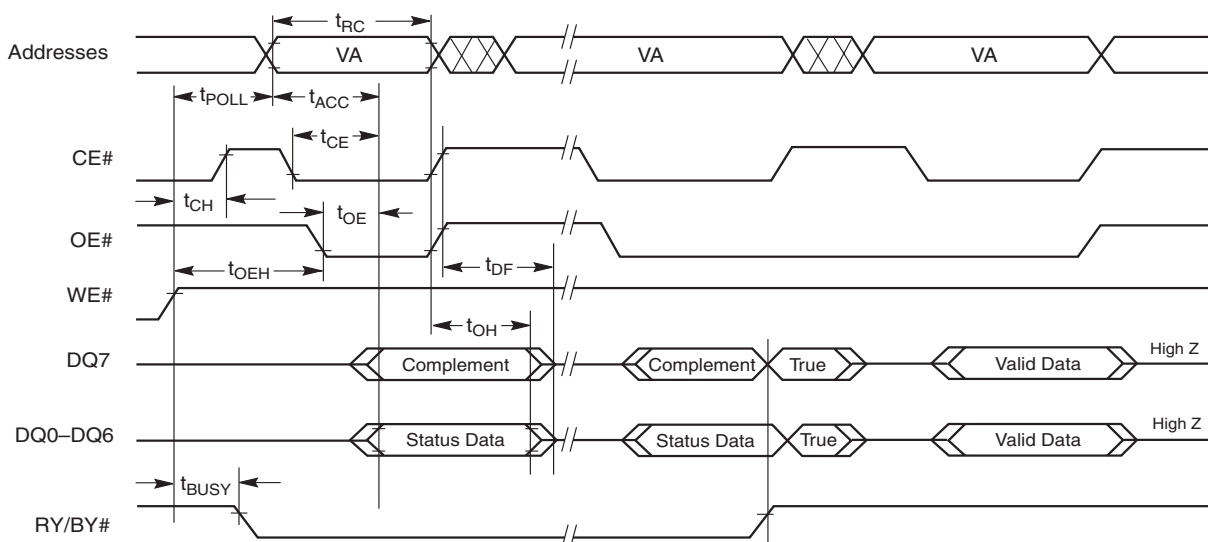 tRC
Addresses VA VA VA
tPOLL tACC
tCE
CE#
tCH
tOE
OE#
tOEH tDF
WE#
tOH
DQ7 Complement Complement True Valid Data High Z
DQ0–DQ6 Status Data Status Data True Valid Data High Z
tBUSY
RY/BY#